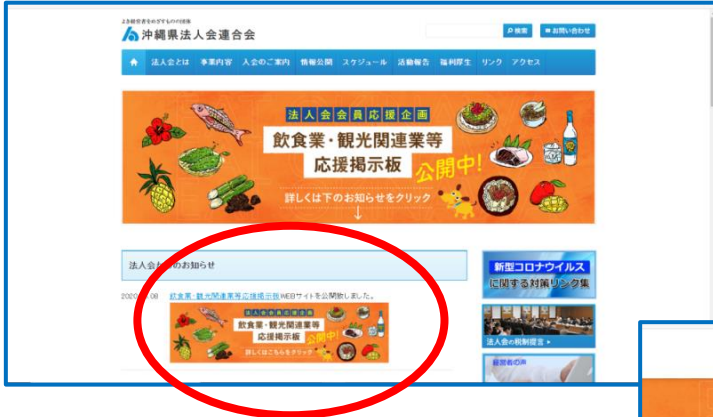 よき経営者をめざすものの団体
沖縄県法人会連合会
検索
お問い合わせ
法人会とは 事業内容 入会のご案内 情報公開 スケジュール 活動報告 福利厚生 リンク アクセス
法人会会員応援企画
飲食業・観光関連業等
応援掲示板
公開中!
詳しくは下のお知らせをクリック
法人会か のお知らせ
飲食業・観光関連業等応援掲示板WEBサイトを公開致しました。
法人会会員応援企画
飲食業・観光関連業等
応援掲示板
公開中!
詳しくはこちらをクリック
新型コロナウイルス
に関する対策リンク集
法人会の税制提言
経営者の声